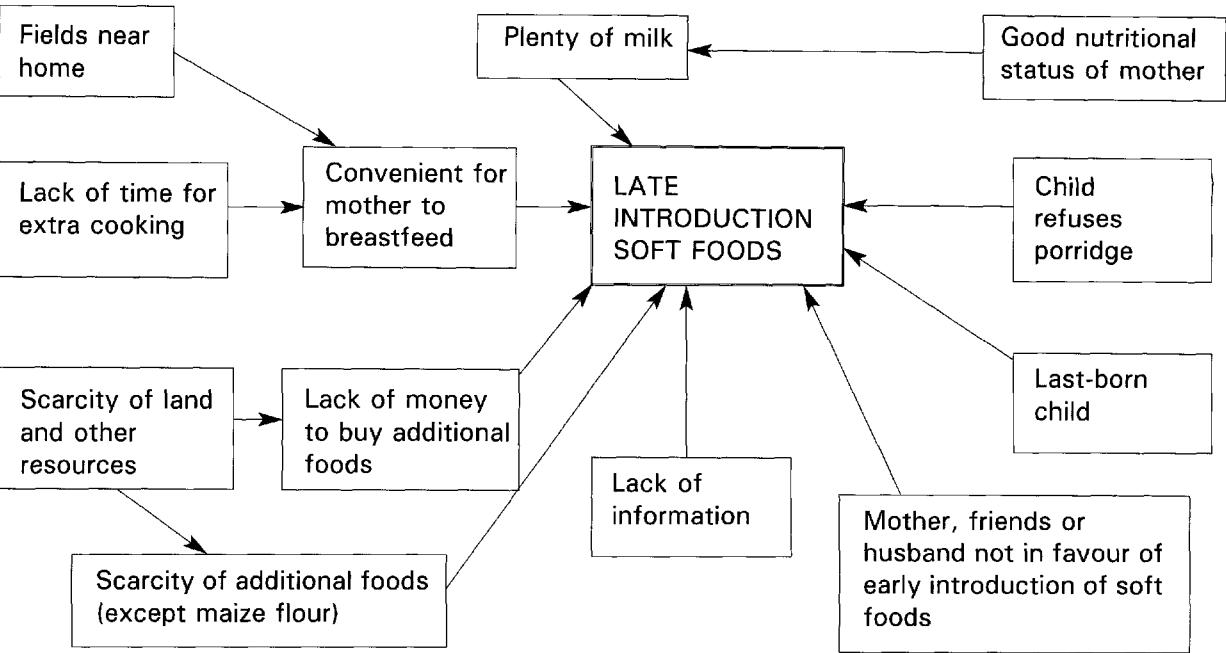 Fields near
home
Plenty of milk
Good nutritional
status of mother
Lack of time for
extra cooking
Convenient for
mother to
breastfeed
LATE
INTRODUCTION
SOFT FOODS
Child
refuses
porridge
Scarcity of land
and other
resources
Lack of money
to buy additional
foods
Last-born
child
Lack of
information
Mother, friends or
husband not in favour of
early introduction of soft
foods
Scarcity of additional foods
(except maize flour)